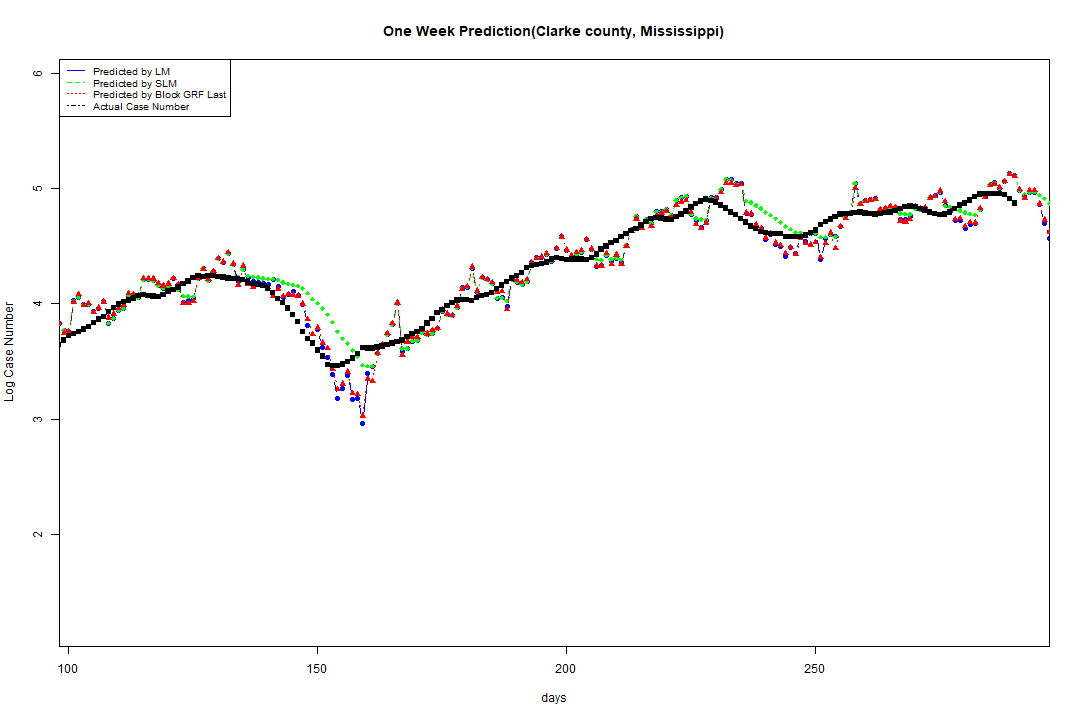 One Week Prediction(Clarke county, Mississippi)
Predicted by LM
Predicted by SLM
Predicted by Block GRF Last
Actual Case Number
6
5
4
3
2
Log Case Number
100
150
200
250
days